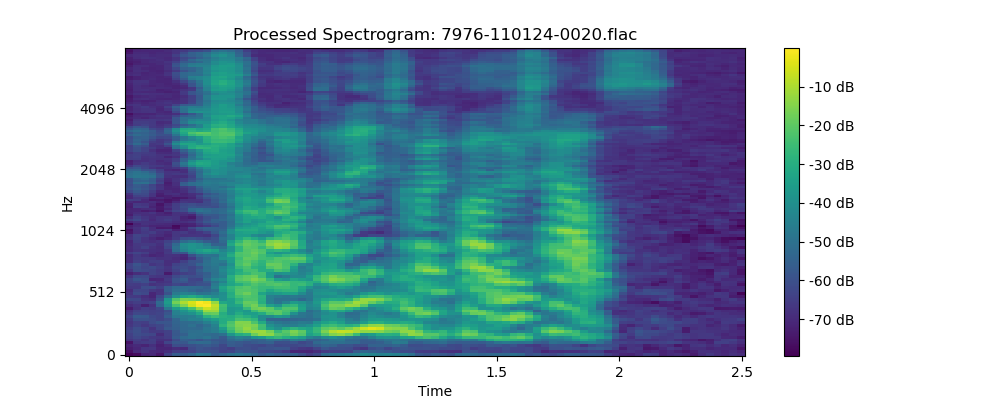 Processed Spectrogram: 7976-110124-0020.flac
Hz
4096
2048
1024
512
0
0
0.5
1
1.5
2
2.5
Time
-10 dB
-20 dB
-30 dB
-40 dB
-50 dB
-60 dB
-70 dB